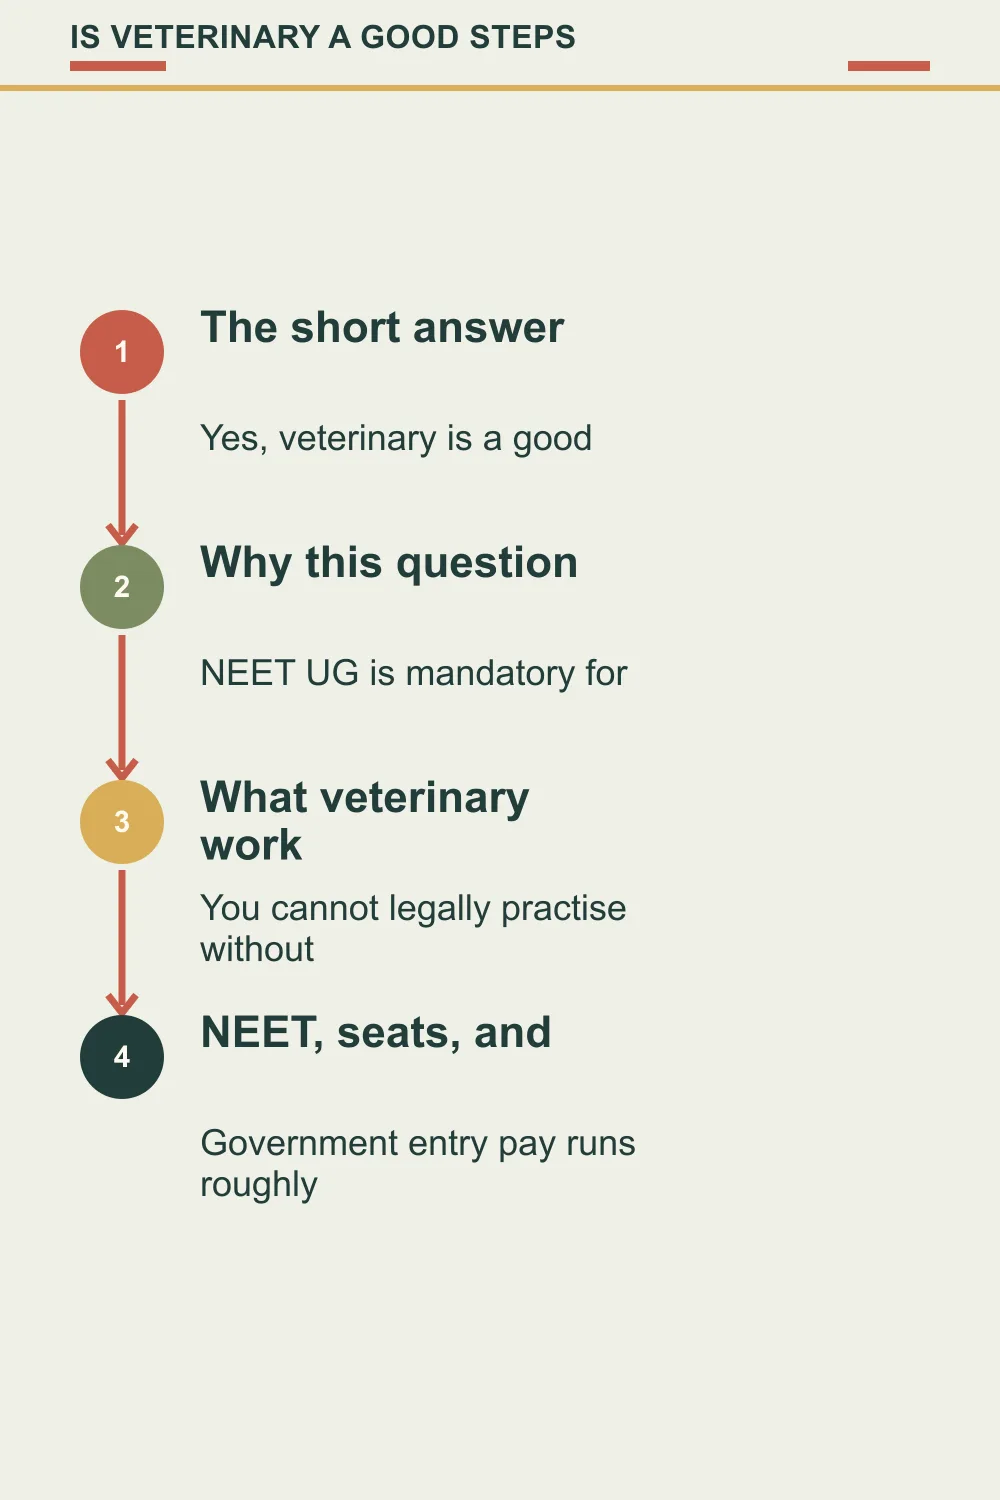 IS VETERINARY A GOOD STEPS
1
The short answer
Yes, veterinary is a good
2
Why this question
NEET UG is mandatory for
3
What veterinary
work
You cannot legally practise
without
4
NEET, seats, and
Government entry pay runs
roughly